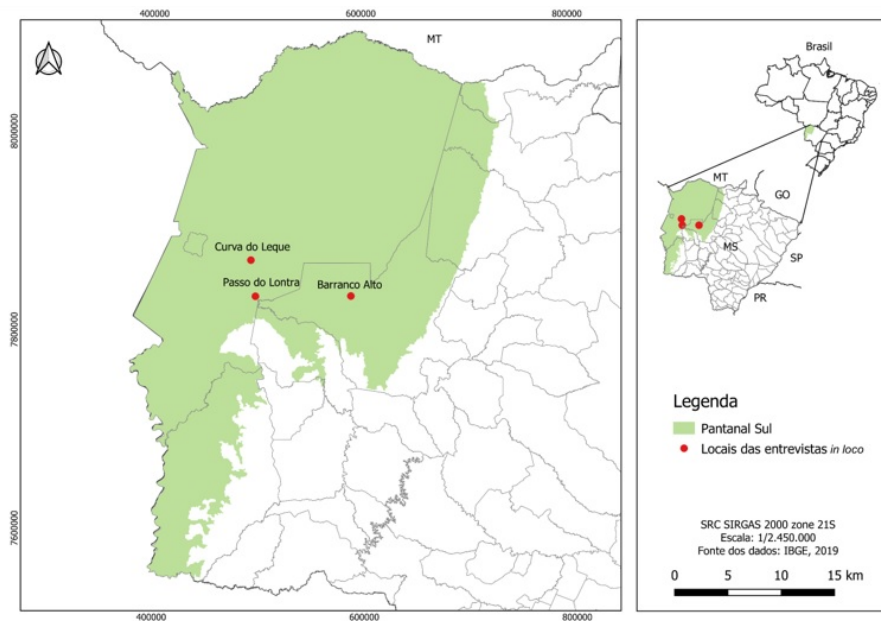 400000
600000
800000
MT
8000000
7800000
7600000
Curva do Leque
Passo do Lontra
Barranco Alto
400000
600000
800000
Brasil
MT
GO
MS
SP
PR
Legenda
Pantanal Sul
Locais das entrevistas in loco
SRC SIRGAS 2000 zone 21S
Escala: 1/2.450.000
Fonte dos dados: IBGE, 2019
0 5 10 15 km